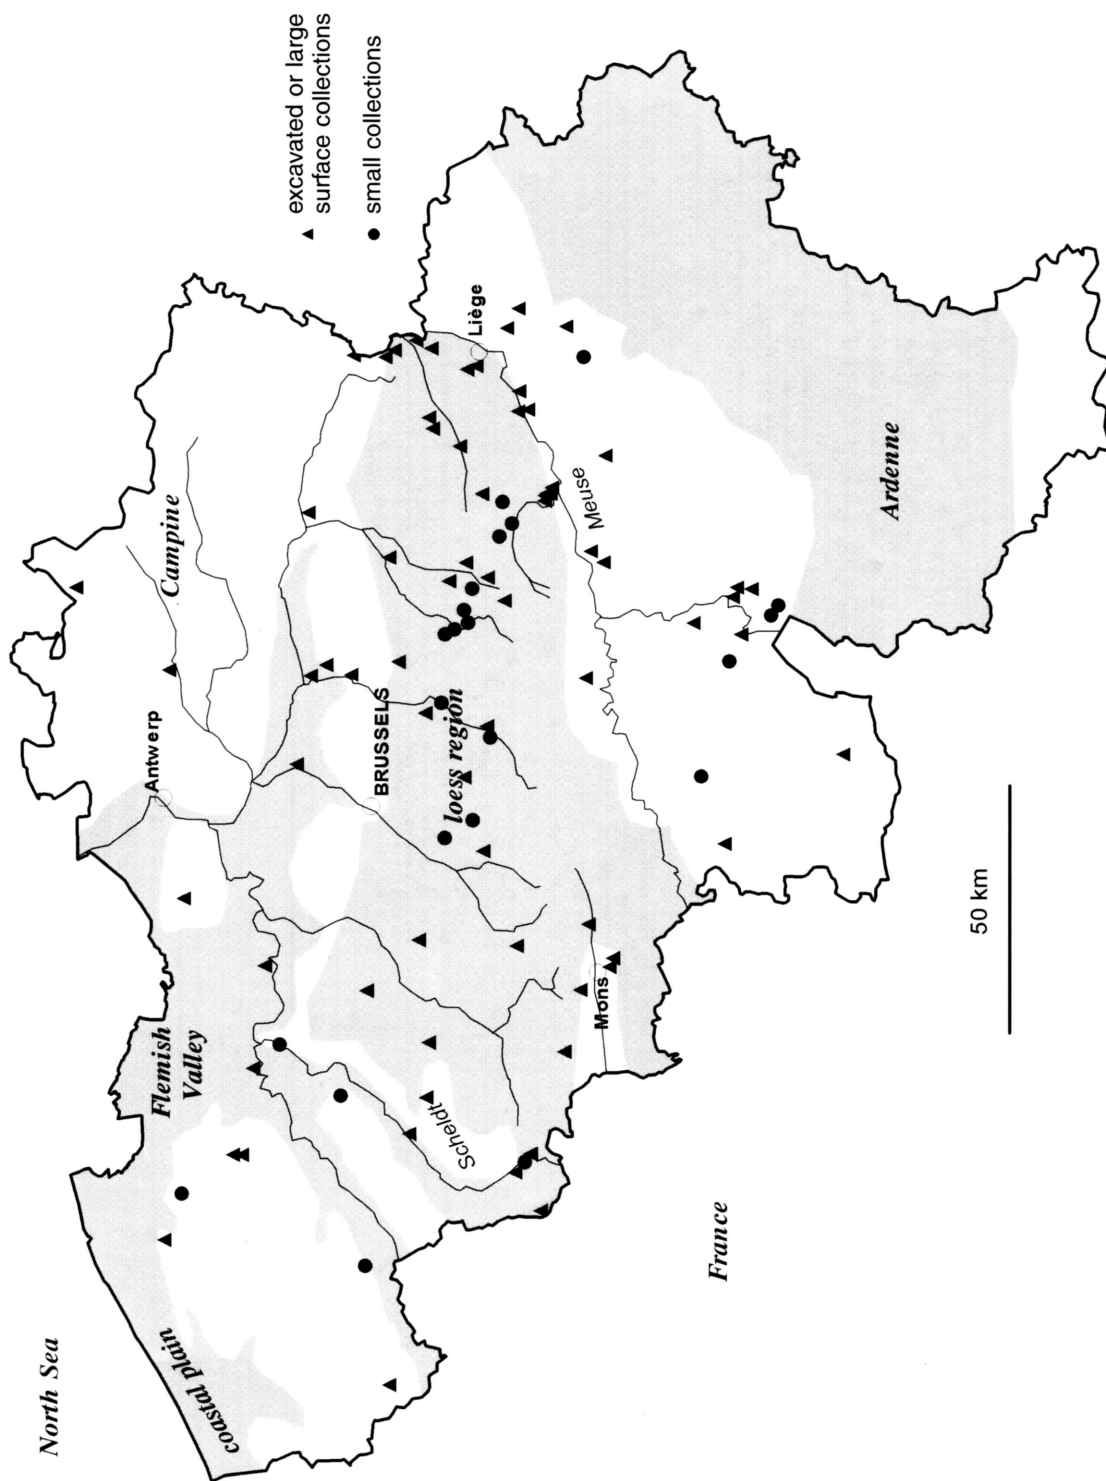 North Sea
coastal plain
Flemish
Valley
Antwerp
Campine
▲ excavated or large
surface collections
● small collections
Scheldt
BRUSSELS
loess region
Liège
Meuse
Mons
Ardenne
France
50 km